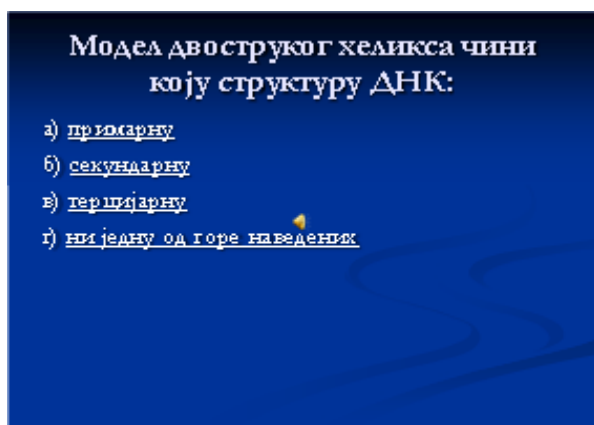 Модел двоструког хеликса чини
коју структуру ДНК:
а) примарну
б) секундарну
в) терцијарну
г) ни једну од горе наведених